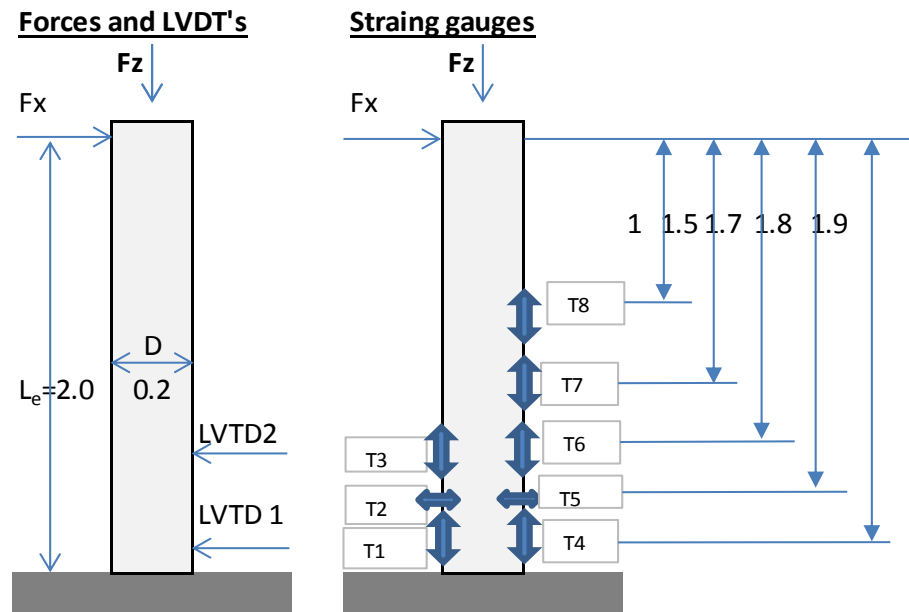 Forces and LVDT's
Straing gauges
Fz
Fz
Fx
Fx
1 1.5 1.7 1.8 1.9
T8
D
Le=2.0 0.2
T7
LVTD2
T6
T3
T5
T2
LVTD 1
T4
T1